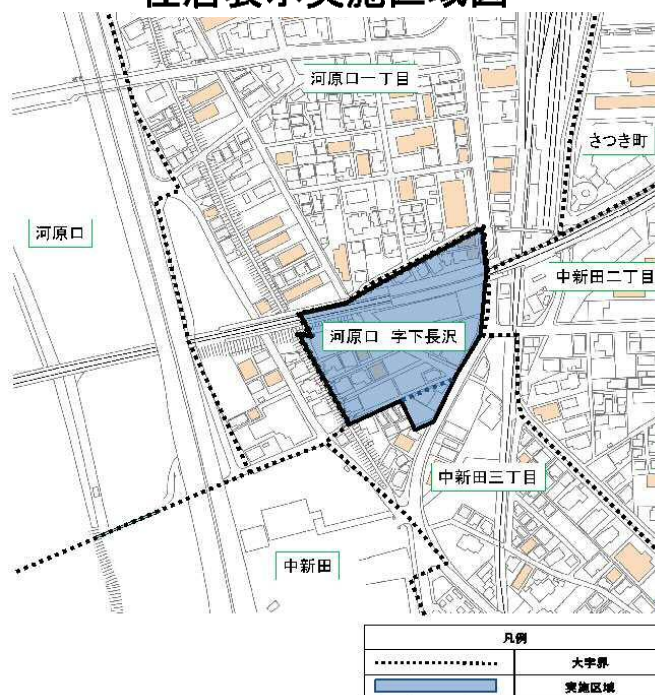 住居表示実施区域図
河原口一丁目
さつき町
河原口
中新田二丁目
河原口 字下長沢
中新田三丁目
中新田
凡例
大字界
実施区域